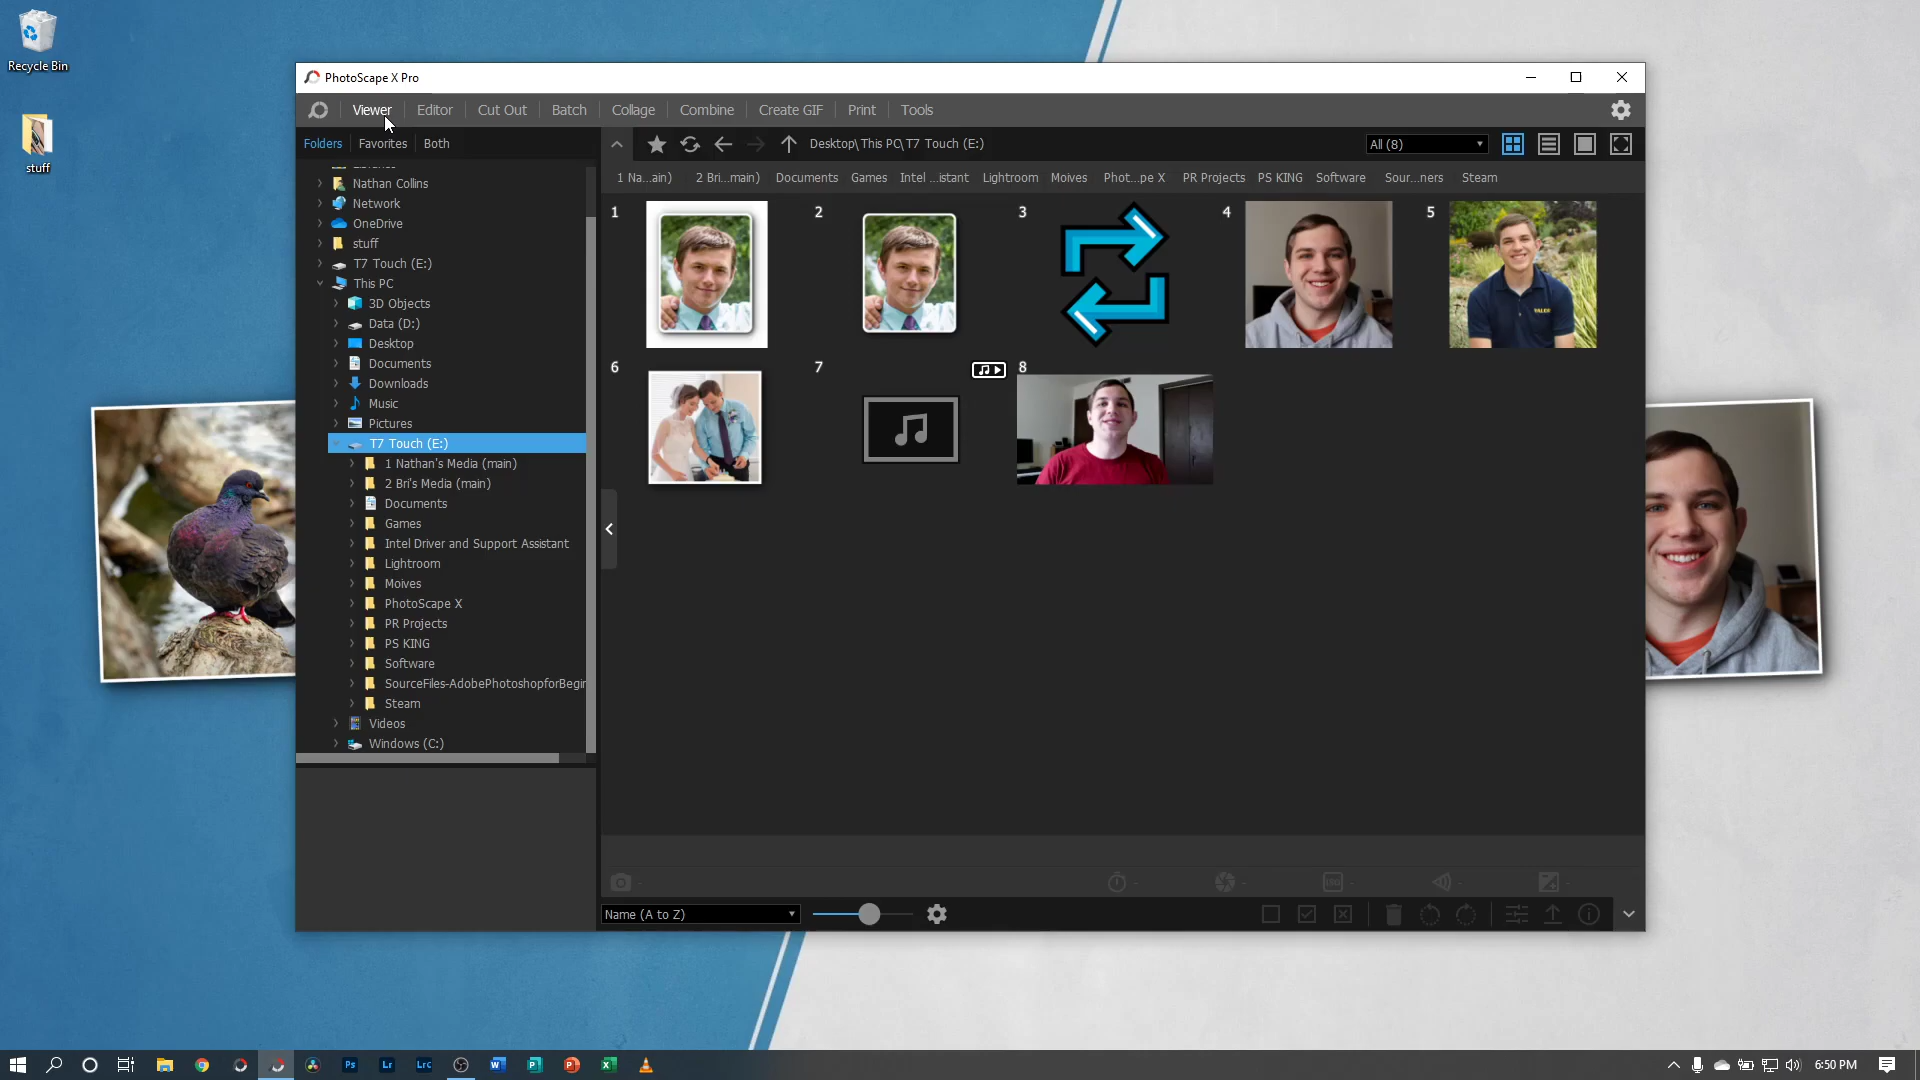 Recycle Bin
stuff
PhotoScape X Pro
Viewer Editor Cut Out Batch Collage Combine Create GIF Print Tools
Folders Favorites Both
Desktop\This PC\T7 Touch (E:)
All (8)
1 Na...ain) 2 Bri...main) Documents Games Intel ...istant Lightroom Moives Phot...pe X PR Projects PS KING Software Sour...ners Steam
Nathan Collins
Network
OneDrive
stuff
T7 Touch (E:)
This PC
3D Objects
Data (D:)
Desktop
Documents
Downloads
Music
Pictures
T7 Touch (E:)
1 Nathan's Media (main)
2 Bri's Media (main)
Documents
Games
Intel Driver and Support Assistant
Lightroom
Moives
PhotoScape X
PR Projects
PS KING
Software
SourceFiles-AdobePhotoshopforBegin
Steam
Videos
Windows (C:)
1 2 3 4 5
6 7 8
ISO
Name (A to Z)
Ps Lr LrC
6:50 PM